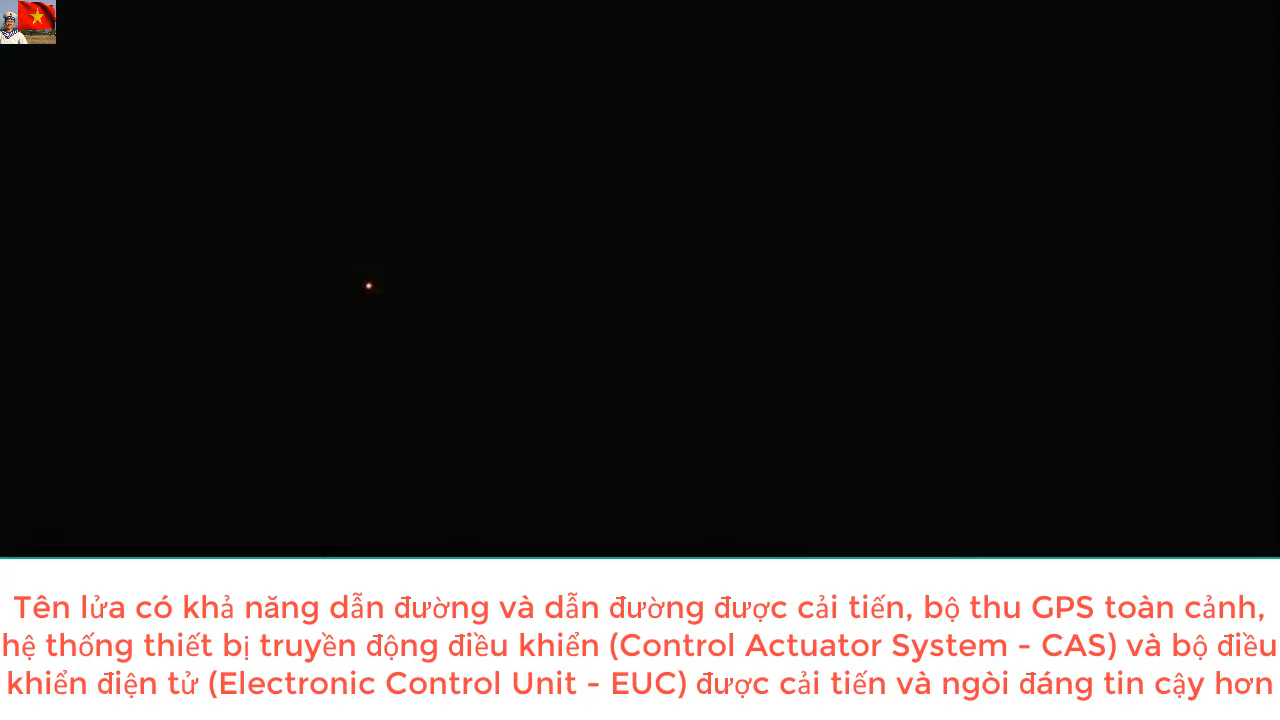 Tên lửa có khả năng dẫn đường và dẫn đường được cải tiến, bộ thu GPS toàn cảnh,
hệ thống thiết bị truyền động điều khiển (Control Actuator System - CAS) và bộ điều
khiển điện tử (Electronic Control Unit - EUC) được cải tiến và ngòi đáng tin cậy hơn